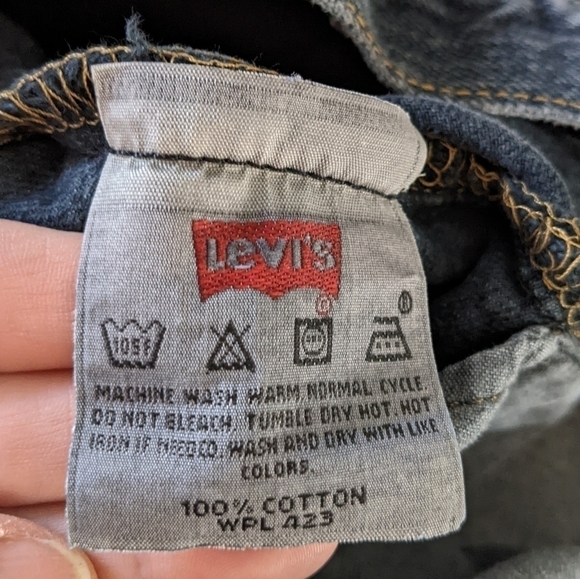 Levi's
®
®
105F
MACHINE WASH WARM, NORMAL CYCLE.
DO NOT BLEACH. TUMBLE DRY HOT. HOT
IRON IF NEEDED. WASH AND DRY WITH LIKE
COLORS.
100% COTTON
WPL 423